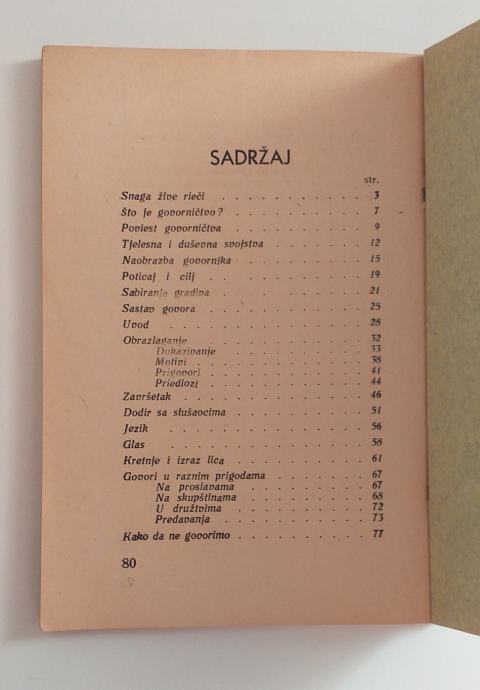 SADRŽAJ
str.
Snaga žive rieči . . . . . . . . . . . 3
Što je govorničtvo? . . . . . . . . . . 7
Poviest govorničtva . . . . . . . . . . 9
Tjelesna i duševna svojstva . . . . . . . . 12
Naobrazba govornika . . . . . . . . . . 15
Poticaj i cilj . . . . . . . . . . . 19
Sabiranje gradiva . . . . . . . . . . . 21
Sastav govora . . . . . . . . . . . . 25
Uvod . . . . . . . . . . . . . . 28
Obrazlaganje . . . . . . . . . . . . 32
Dokazivanje . . . . . . . . . . . 33
Motivi . . . . . . . . . . . . 38
Prigovori . . . . . . . . . . . 41
Priedlozi . . . . . . . . . . . 44
Završetak . . . . . . . . . . . . . 46
Dodir sa slušaocima . . . . . . . . . . 51
Jezik . . . . . . . . . . . . . . 56
Glas . . . . . . . . . . . . . . 58
Kretnje i izraz lica . . . . . . . . . . 61
Govori u raznim prigodama . . . . . . . . 67
Na proslavama . . . . . . . . . 67
Na skupštinama . . . . . . . . . 68
U družtvima . . . . . . . . . . 72
Predavanja . . . . . . . . . . . 73
Kako da ne govorimo . . . . . . . . . . 77
80